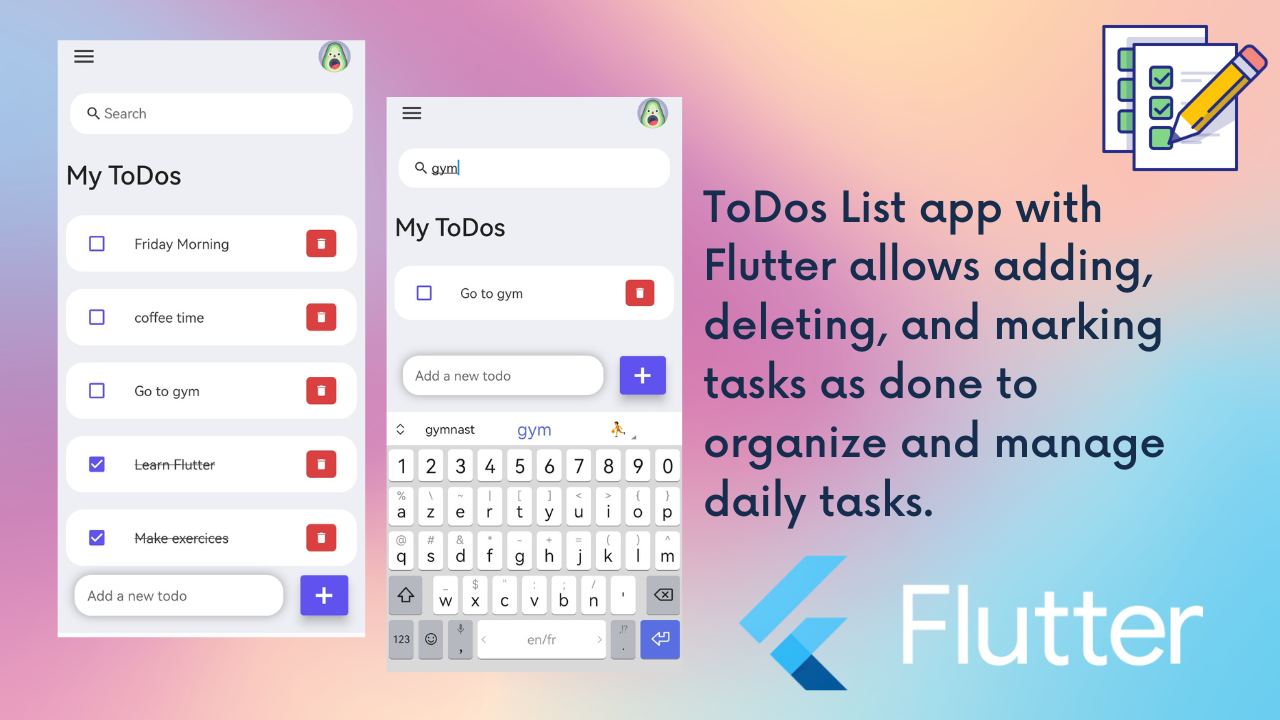 Search
My ToDos
Friday Morning
coffee time
Go to gym
Learn Flutter
Make exercices
Add a new todo
+
gym
My ToDos
Go to gym
Add a new todo
+
gymnast gym
1 2 3 4 5 6 7 8 9 0
% \ ~ | [ ] < > { }
a z e r t y u i o p
@ # & * - + = ( ) ^
q s d f g h j k l m
_ $ " : ; /
w x c v b n '
123 , en/fr .
ToDos List app with
Flutter allows adding,
deleting, and marking
tasks as done to
organize and manage
daily tasks.
Flutter